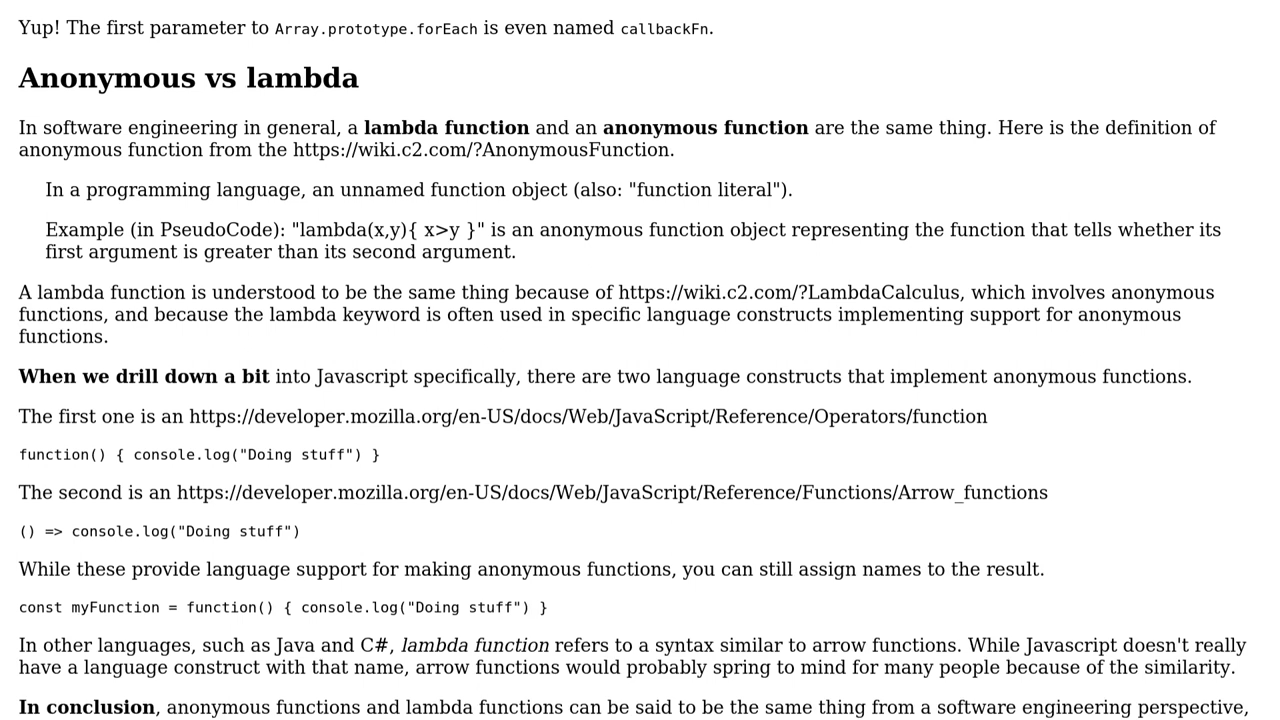 Yup! The first parameter to Array.prototype.forEach is even named callbackFn.
Anonymous vs lambda
In software engineering in general, a lambda function and an anonymous function are the same thing. Here is the definition of
anonymous function from the https://wiki.c2.com/?AnonymousFunction.
In a programming language, an unnamed function object (also: "function literal").
Example (in PseudoCode): "lambda(x,y){ x>y }" is an anonymous function object representing the function that tells whether its
first argument is greater than its second argument.
A lambda function is understood to be the same thing because of https://wiki.c2.com/?LambdaCalculus, which involves anonymous
functions, and because the lambda keyword is often used in specific language constructs implementing support for anonymous
functions.
When we drill down a bit into Javascript specifically, there are two language constructs that implement anonymous functions.
The first one is an https://developer.mozilla.org/en-US/docs/Web/JavaScript/Reference/Operators/function
function() { console.log("Doing stuff") }
The second is an https://developer.mozilla.org/en-US/docs/Web/JavaScript/Reference/Functions/Arrow_functions
() => console.log("Doing stuff")
While these provide language support for making anonymous functions, you can still assign names to the result.
const myFunction = function() { console.log("Doing stuff") }
In other languages, such as Java and C#, lambda function refers to a syntax similar to arrow functions. While Javascript doesn't really
have a language construct with that name, arrow functions would probably spring to mind for many people because of the similarity.
In conclusion, anonymous functions and lambda functions can be said to be the same thing from a software engineering perspective,